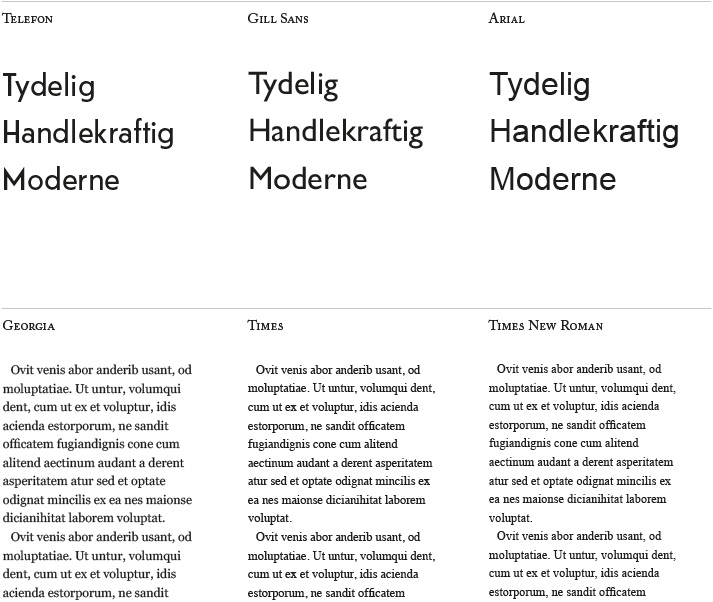 Telefon
Tydelig
Handlekraftig
Moderne
Gill Sans
Tydelig
Handlekraftig
Moderne
Arial
Tydelig
Handlekraftig
Moderne
Georgia
Ovit venis abor anderib usant, od
moluptatiae. Ut untur, volumqui
dent, cum ut ex et voluptur, idis
acienda estorporum, ne sandit
officatem fugiandignis cone cum
alitend aectinum audant a derent
asperitatem atur sed et optate
odignat mincilis ex ea nes maionse
dicianihitat laborem voluptat.
Ovit venis abor anderib usant, od
moluptatiae. Ut untur, volumqui
dent, cum ut ex et voluptur, idis
acienda estorporum, ne sandit
Times
Ovit venis abor anderib usant, od
moluptatiae. Ut untur, volumqui dent,
cum ut ex et voluptur, idis acienda
estorporum, ne sandit officatem
fugiandignis cone cum alitend
aectinum audant a derent asperitatem
atur sed et optate odignat mincilis ex
ea nes maionse dicianihitat laborem
voluptat.
Ovit venis abor anderib usant, od
moluptatiae. Ut untur, volumqui dent,
cum ut ex et voluptur, idis acienda
estorporum, ne sandit officatem
Times New Roman
Ovit venis abor anderib usant, od
moluptatiae. Ut untur, volumqui dent,
cum ut ex et voluptur, idis acienda
estorporum, ne sandit officatem
fugiandignis cone cum alitend
aectinum audant a derent asperitatem
atur sed et optate odignat mincilis ex
ea nes maionse dicianihitat laborem
voluptat.
Ovit venis abor anderib usant, od
moluptatiae. Ut untur, volumqui dent,
cum ut ex et voluptur, idis acienda
estorporum, ne sandit officatem